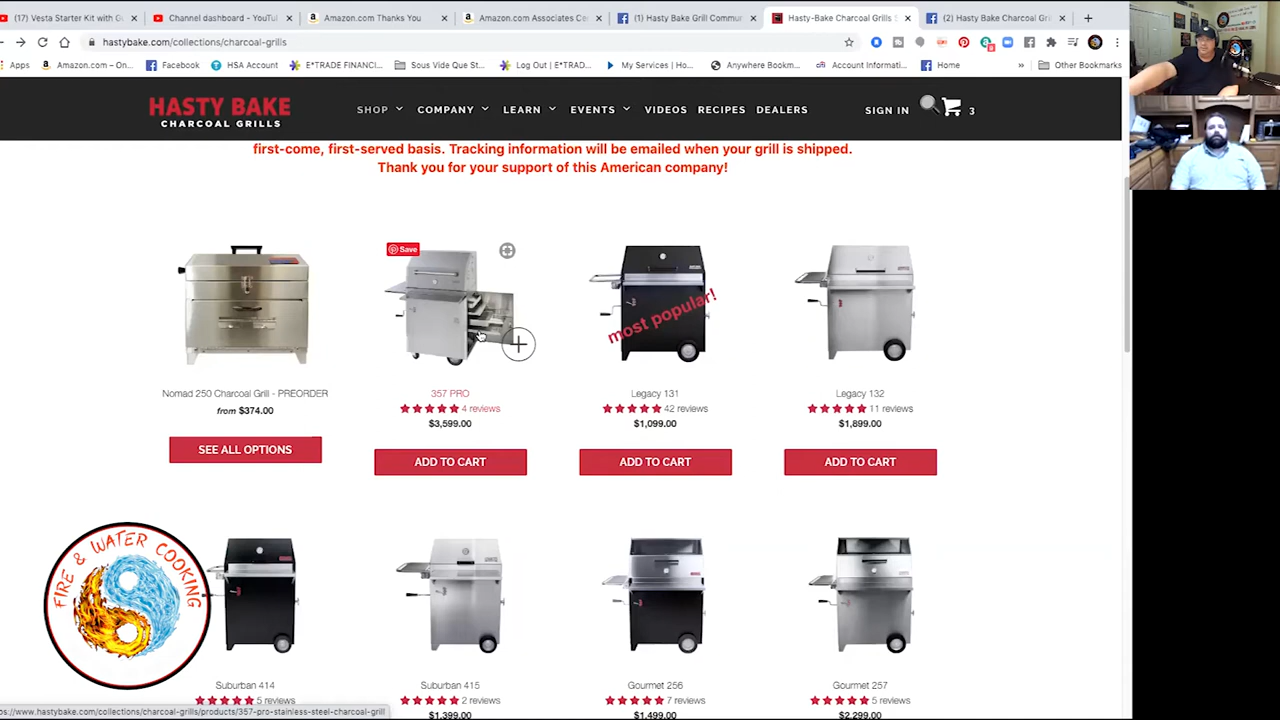 (17) Vesta Starter Kit with G
Channel dashboard - YouTu
Amazon.com Thanks You
Amazon.com Associates Ce
(1) Hasty Bake Grill Commun
Hasty-Bake Charcoal Grills
(2) Hasty Bake Charcoal Gri
hastybake.com/collections/charcoal-grills
Apps
Amazon.com – On...
Facebook
HSA Account
E*TRADE FINANCI...
Sous Vide Que St...
Log Out | E*TRAD...
My Services | Ho...
Anywhere Bookm...
Account Informati...
Home
»
Other Bookmarks
HASTY BAKE
CHARCOAL GRILLS
SHOP
COMPANY
LEARN
EVENTS
VIDEOS
RECIPES
DEALERS
SIGN IN
3
first-come, first-served basis. Tracking information will be emailed when your grill is shipped.
Thank you for your support of this American company!
Save
most popular!
Nomad 250 Charcoal Grill - PREORDER
from $374.00
SEE ALL OPTIONS
357 PRO
4 reviews
$3,599.00
ADD TO CART
Legacy 131
42 reviews
$1,099.00
ADD TO CART
Legacy 132
11 reviews
$1,899.00
ADD TO CART
FIRE & WATER COOKING
Suburban 414
5 reviews
Suburban 415
2 reviews
$1,399.00
Gourmet 256
7 reviews
$1,499.00
Gourmet 257
5 reviews
$2,299.00
ps://www.hastybake.com/collections/charcoal-grills/products/357-pro-stainless-steel-charcoal-grill